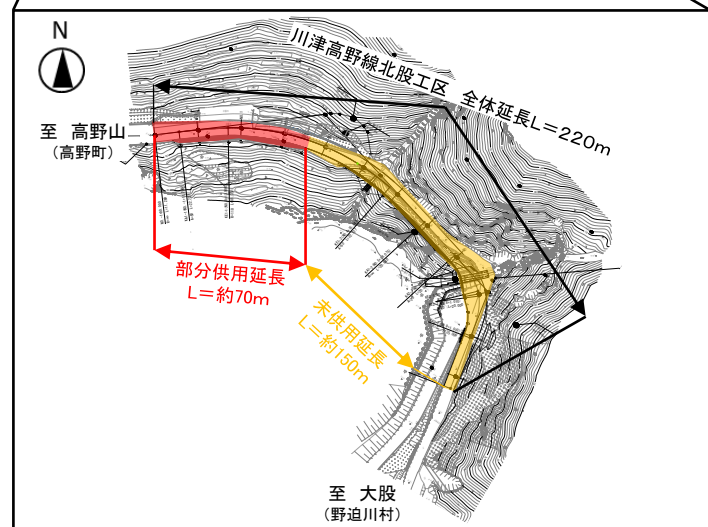 N
川津高野線北股工区 全体延長L=220m
至 高野山
(高野町)
部分供用延長
L=約70m
未供用延長
L=約150m
至 大股
(野迫川村)